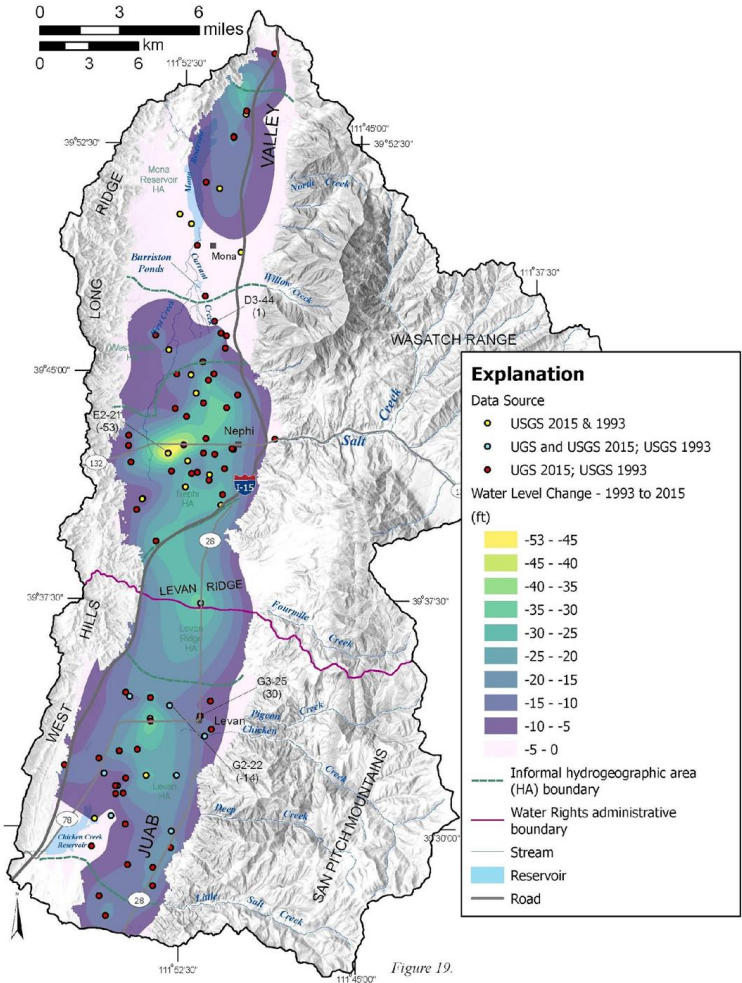 0 3 6
miles
km
0 3 6
111°52'30"
111°45'00"
39°52'30"
39°52'30"
VALLEY
Mona Reservoir
Mona
Reservoir
HA
North Creek
RIDGE
Mona
Burriston
Ponds
Currant
Creek
Willow Creek
111°37'30"
LONG
West Creek
D3-44
(1)
WASATCH RANGE
39°45'00"
E2-21
(-53)
Nephi
Salt Creek
132
I-15
Nephi
HA
28
LEVAN RIDGE
39°37'30"
39°37'30"
HILLS
Levan
Ridge
HA
Fourmile
Creek
G3-25
(30)
WEST
Levan
Pigeon Creek
Chicken
Creek
G2-22
(-14)
Levan
HA
SAN PITCH MOUNTAINS
78
Deep Creek
JUAB
Chicken Creek
Reservoir
28
Little Salt Creek
N
111°52'30"
111°45'00"
Figure 19.
Explanation
Data Source
USGS 2015 & 1993
UGS and USGS 2015; USGS 1993
UGS 2015; USGS 1993
Water Level Change - 1993 to 2015
(ft)
-53 - -45
-45 - -40
-40 - -35
-35 - -30
-30 - -25
-25 - -20
-20 - -15
-15 - -10
-10 - -5
-5 - 0
Informal hydrogeographic area
(HA) boundary
Water Rights administrative
boundary
Stream
Reservoir
Road